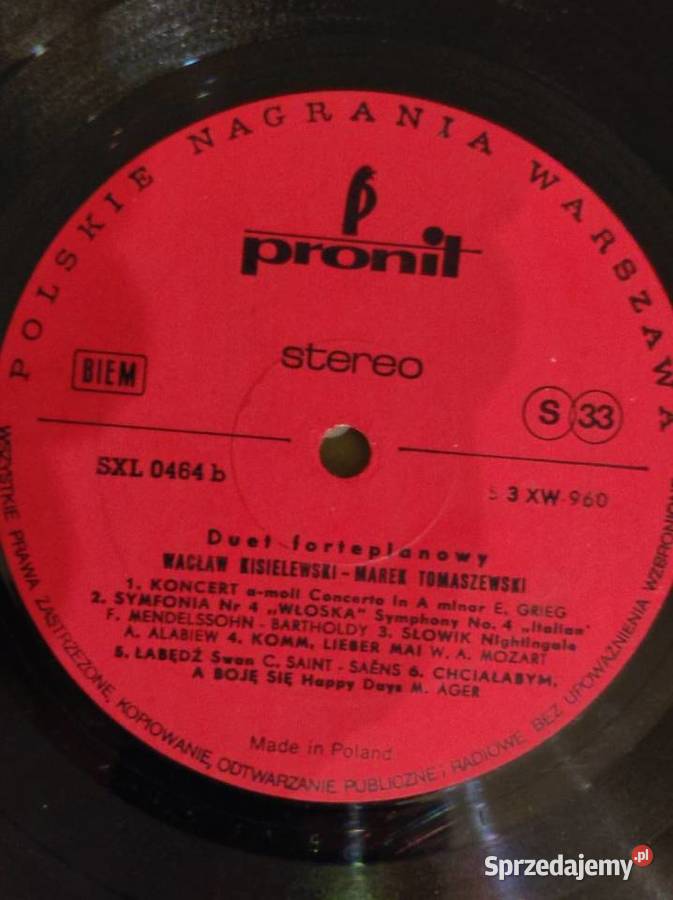 POLSKIE NAGRANIA WARSZAWA
pronit
stereo
BIEM
S 33
SXL 0464 b
S 3 XW-960
Duet fortepianowy
WACŁAW KISIELEWSKI - MAREK TOMASZEWSKI
1. KONCERT a-moll Concerto in A minor E. GRIEG
2. SYMFONIA Nr 4 „WŁOSKA" Symphony No. 4 „Italian"
F. MENDELSSOHN - BARTHOLDY 3. SŁOWIK Nightingale
A. ALABIEW 4. KOMM, LIEBER MAI W. A. MOZART
5. ŁABĘDŹ Swan C. SAINT - SAËNS 6. CHCIAŁABYM,
A BOJĘ SIĘ Happy Days M. AGER
Made in Poland
WSZYSTKIE PRAWA ZASTRZEŻONE, KOPIOWANIE, ODTWARZANIE PUBLICZNE i RADIOWE BEZ UPOWAŻNIENIA WZBRONIONE
Sprzedajemy.pl